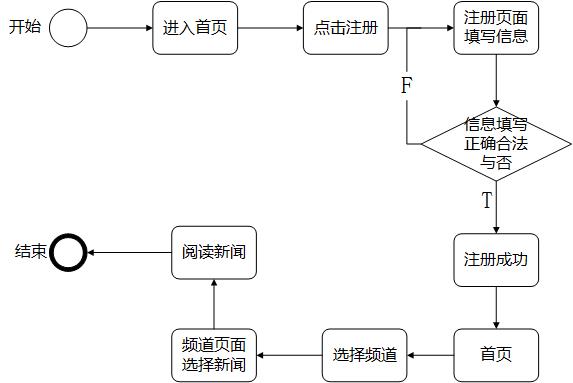 开始
进入首页
点击注册
注册页面
填写信息
F
信息填写
正确合法
与否
T
注册成功
首页
选择频道
频道页面
选择新闻
阅读新闻
结束